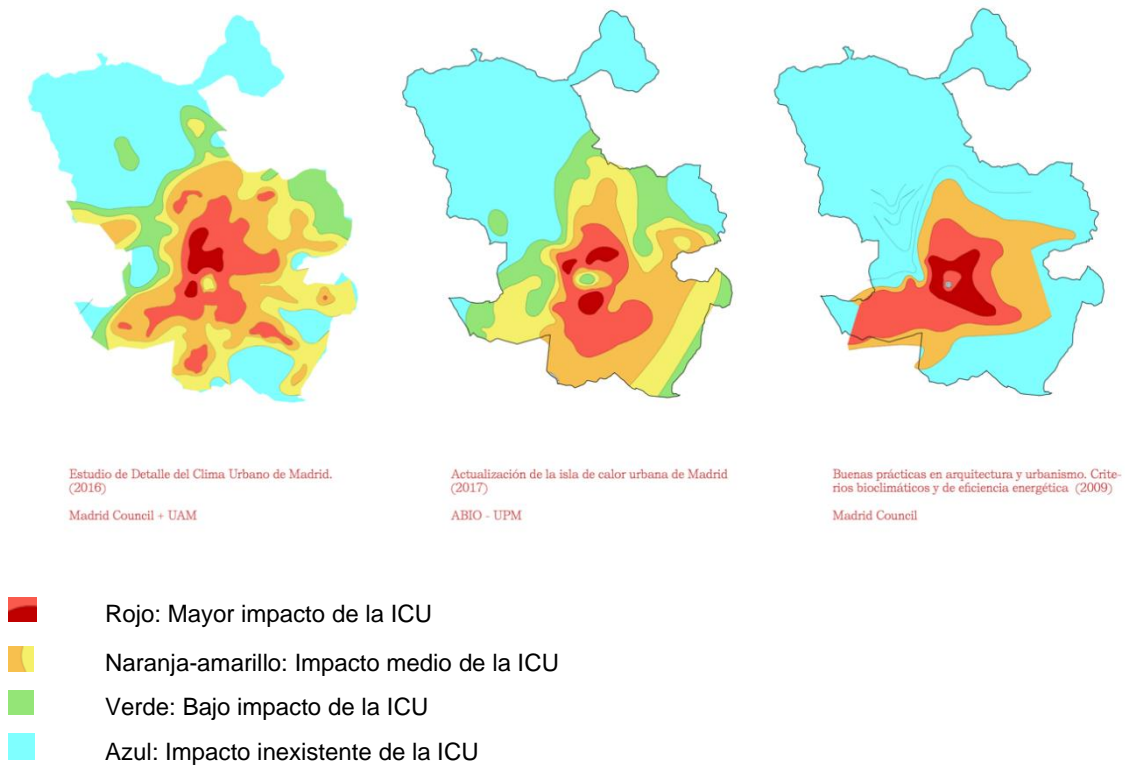 Estudio de Detalle del Clima Urbano de Madrid.
(2016)
Madrid Council + UAM
Actualización de la isla de calor urbana de Madrid
(2017)
ABIO - UPM
Buenas prácticas en arquitectura y urbanismo. Crite-
rios bioclimáticos y de eficiencia energética (2009)
Madrid Council
Rojo: Mayor impacto de la ICU
Naranja-amarillo: Impacto medio de la ICU
Verde: Bajo impacto de la ICU
Azul: Impacto inexistente de la ICU